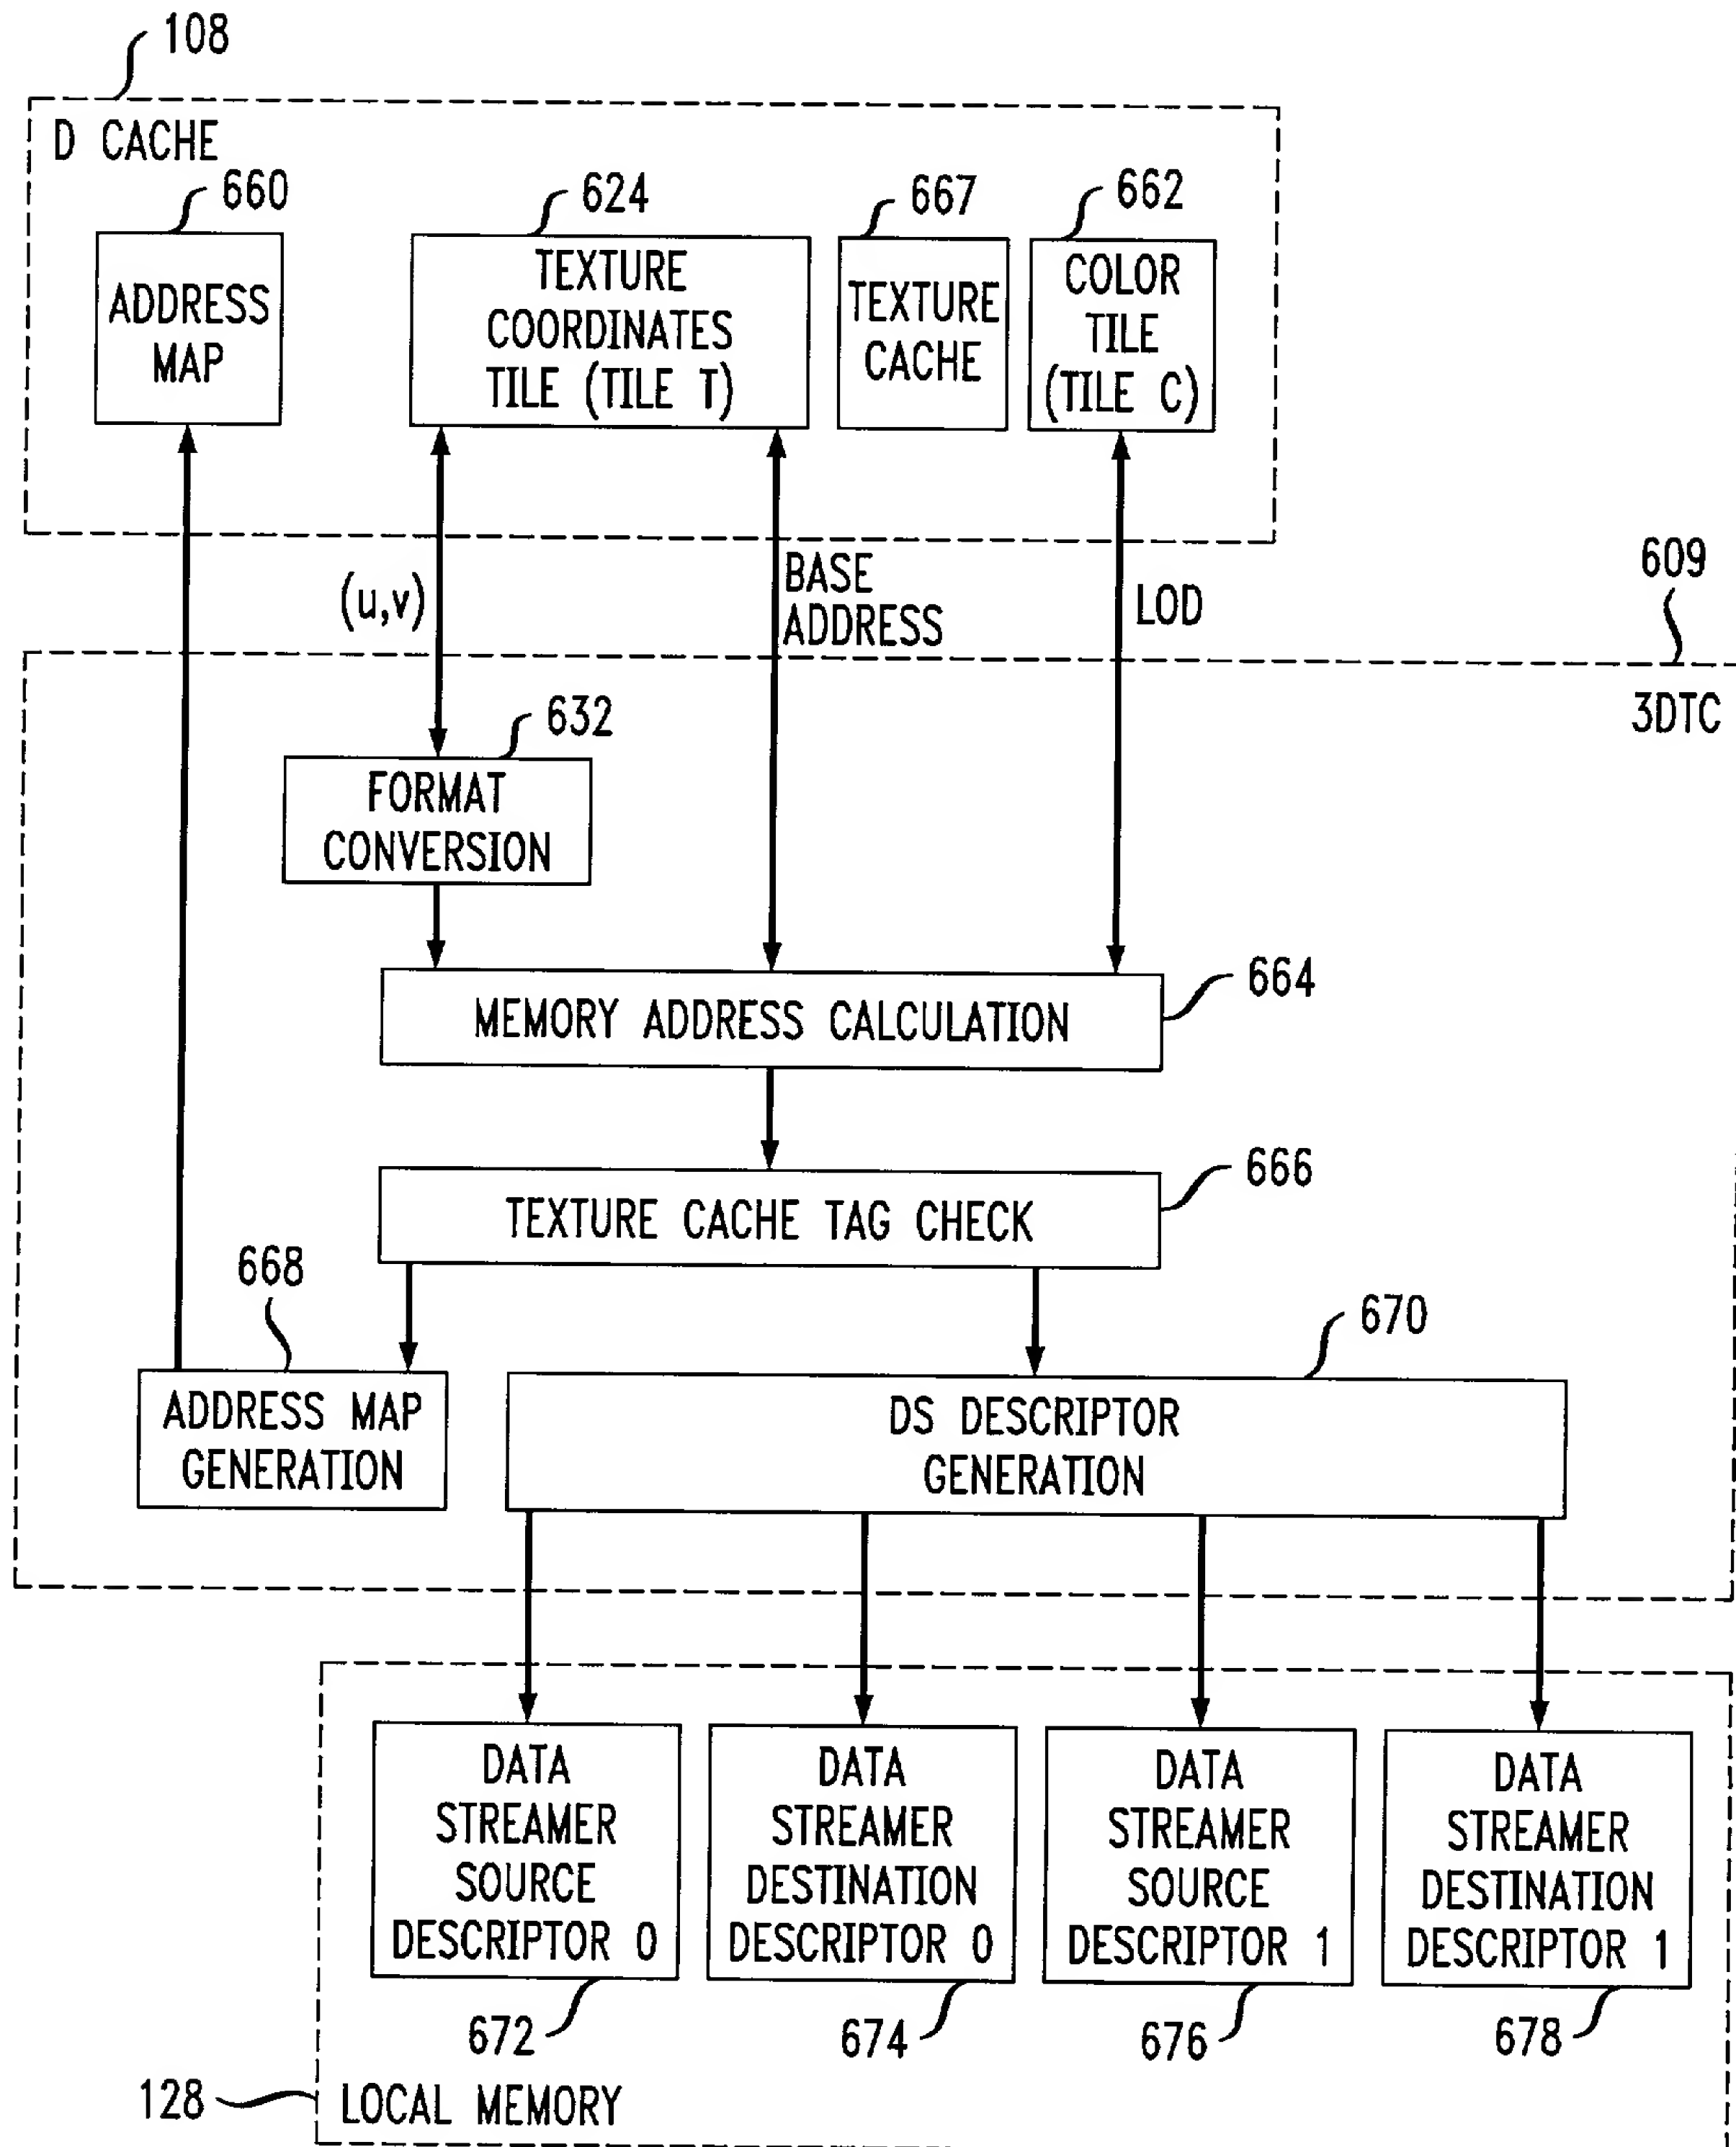 108
D CACHE
660
624
667
662
ADDRESS
MAP
TEXTURE
COORDINATES
TILE (TILE T)
TEXTURE
CACHE
COLOR
TILE
(TILE C)
(u,v)
BASE
ADDRESS
LOD
609
3DTC
632
FORMAT
CONVERSION
664
MEMORY ADDRESS CALCULATION
666
TEXTURE CACHE TAG CHECK
668
670
ADDRESS MAP
GENERATION
DS DESCRIPTOR
GENERATION
DATA
STREAMER
SOURCE
DESCRIPTOR 0
DATA
STREAMER
DESTINATION
DESCRIPTOR 0
DATA
STREAMER
SOURCE
DESCRIPTOR 1
DATA
STREAMER
DESTINATION
DESCRIPTOR 1
672
674
676
678
128
LOCAL MEMORY